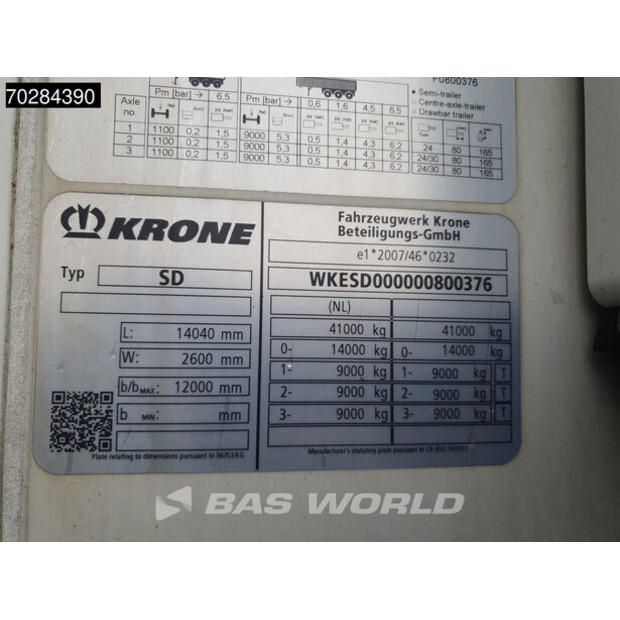 70284390
F0800376
Semi-trailer
Centre-axle-trailer
Drawbar trailer
Axle no.
Pm [bar] 6,5
Pm [bar] 0,6 1,6 4,5 6,5
1 1100 0,2 1,5 9000 5,3 0,5 1,4 4,3 6,2 24 80 165
2 1100 0,2 1,5 9000 5,3 0,5 1,4 4,3 6,2 24/30 80 165
3 1100 0,2 1,5 9000 5,3 0,5 1,4 4,3 6,2 24/30 80 165
KRONE
Fahrzeugwerk Krone
Beteiligungs-GmbH
e1*2007/46*0232
Typ SD
WKESD000000800376
(NL)
41000 kg 41000 kg
0- 14000 kg 0- 14000 kg
1- 9000 kg 1- 9000 kg T
2- 9000 kg 2- 9000 kg T
3- 9000 kg 3- 9000 kg T
L: 14040 mm
W: 2600 mm
b/bMAX: 12000 mm
b MIN: mm
Plate relating to dimensions pursuant to 96/53/EG
Manufacturer's statutory plate pursuant to
BAS WORLD